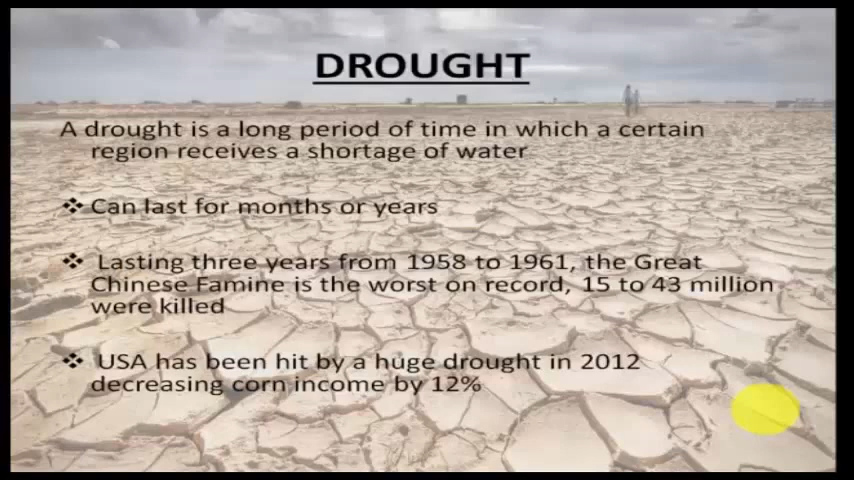 DROUGHT
A drought is a long period of time in which a certain
region receives a shortage of water
❖ Can last for months or years
❖ Lasting three years from 1958 to 1961, the Great
Chinese Famine is the worst on record, 15 to 43 million
were killed
❖ USA has been hit by a huge drought in 2012
decreasing corn income by 12%